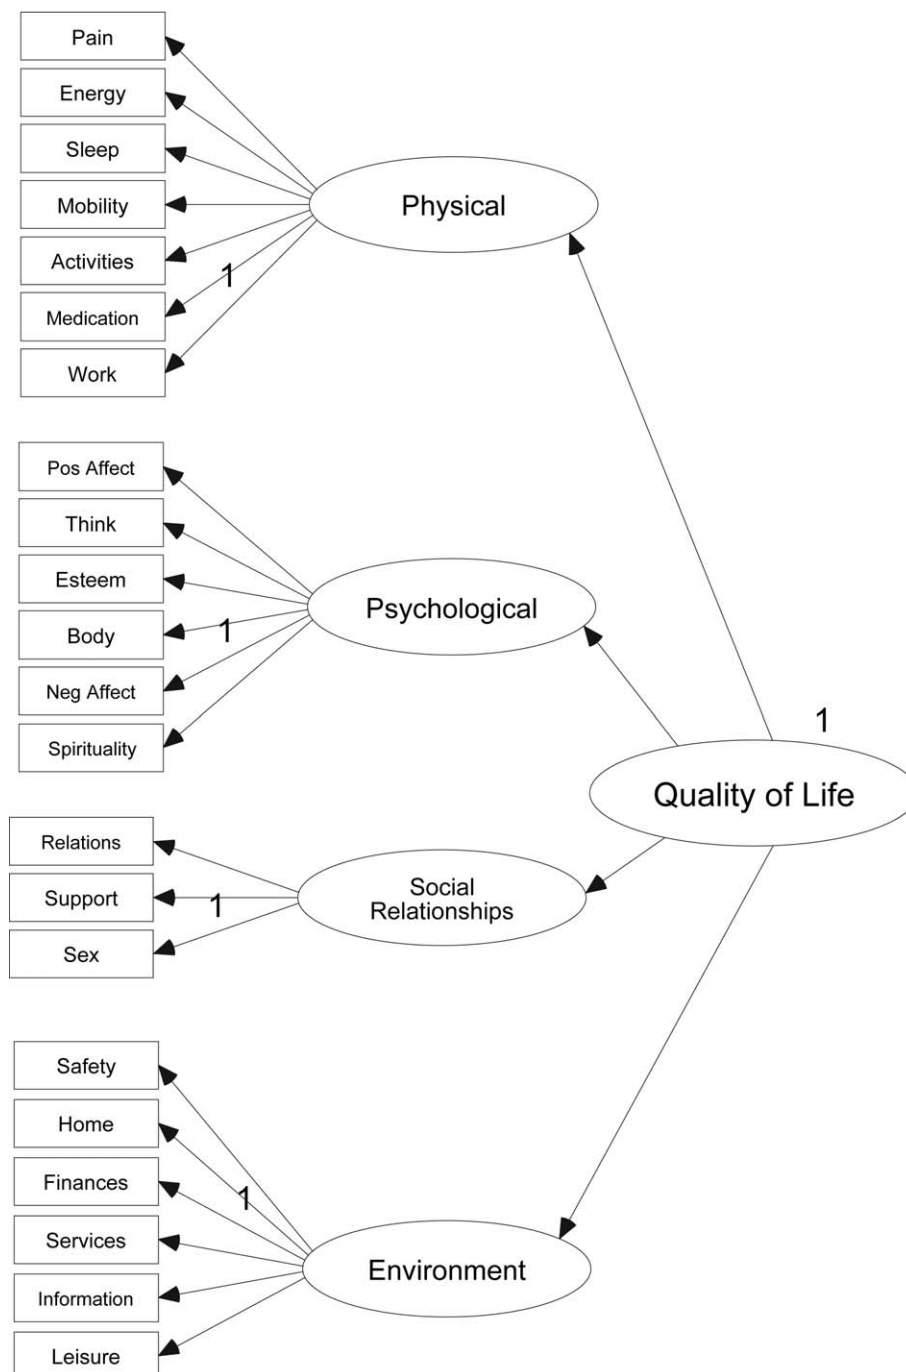 Pain
Energy
Sleep
Mobility
Activities
Medication
Work
1
Physical
Pos Affect
Think
Esteem
Body
Neg Affect
Spirituality
1
Psychological
1
Quality of Life
Relations
Support
Sex
1
Social
Relationships
Safety
Home
Finances
Services
Information
Leisure
1
Environment